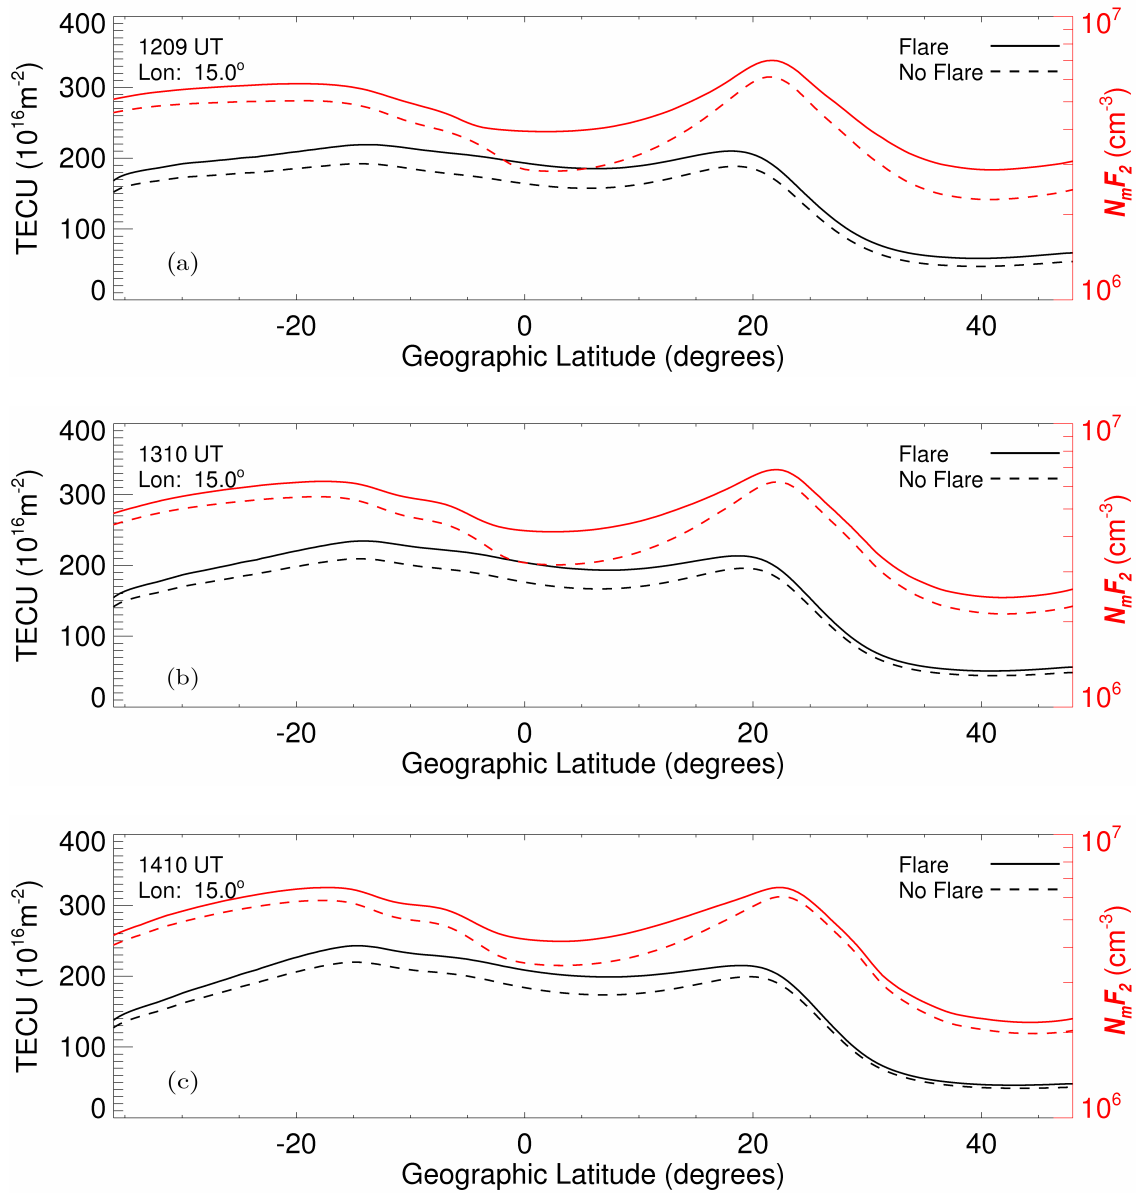 400
300
200
100
0
TECU (10^16 m^-2)
1209 UT
Lon: 15.0°
Flare
No Flare
(a)
10^7
10^6
NmF2 (cm^-3)
-20 0 20 40
Geographic Latitude (degrees)
400
300
200
100
0
TECU (10^16 m^-2)
1310 UT
Lon: 15.0°
Flare
No Flare
(b)
10^7
10^6
NmF2 (cm^-3)
-20 0 20 40
Geographic Latitude (degrees)
400
300
200
100
0
TECU (10^16 m^-2)
1410 UT
Lon: 15.0°
Flare
No Flare
(c)
10^7
10^6
NmF2 (cm^-3)
-20 0 20 40
Geographic Latitude (degrees)